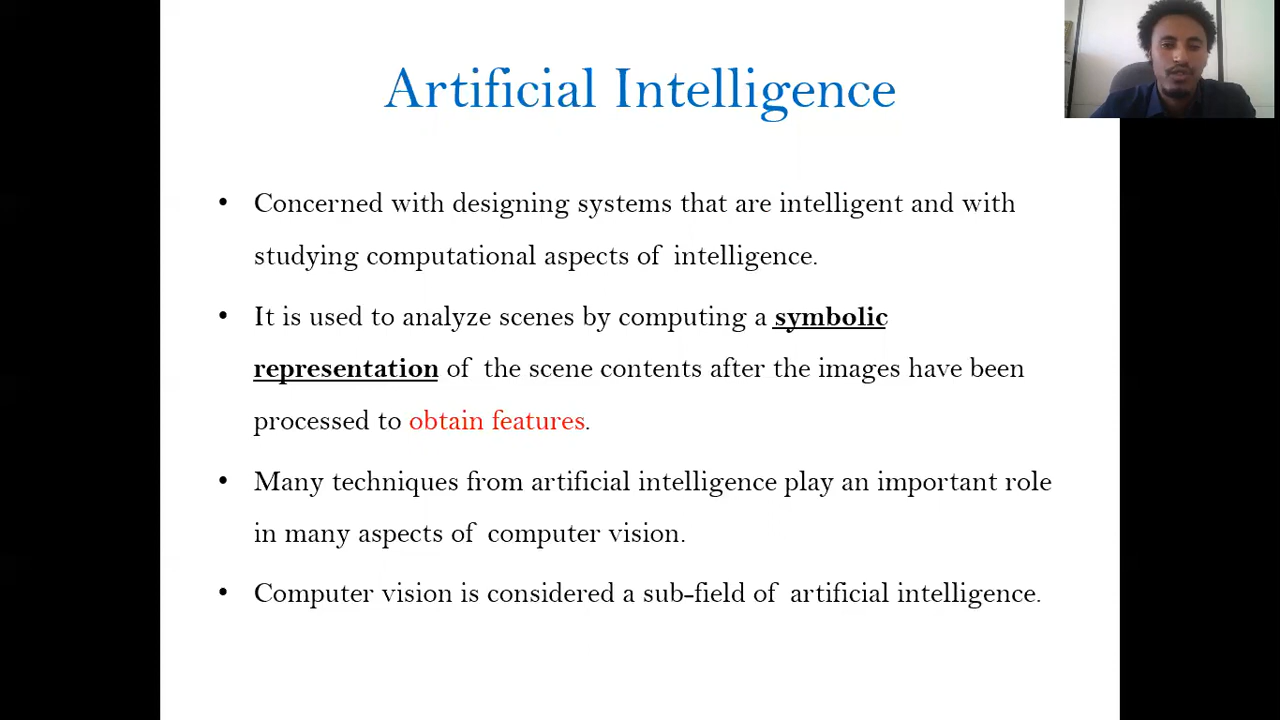 Artificial Intelligence
• Concerned with designing systems that are intelligent and with
studying computational aspects of intelligence.
• It is used to analyze scenes by computing a symbolic
representation of the scene contents after the images have been
processed to obtain features.
• Many techniques from artificial intelligence play an important role
in many aspects of computer vision.
• Computer vision is considered a sub-field of artificial intelligence.